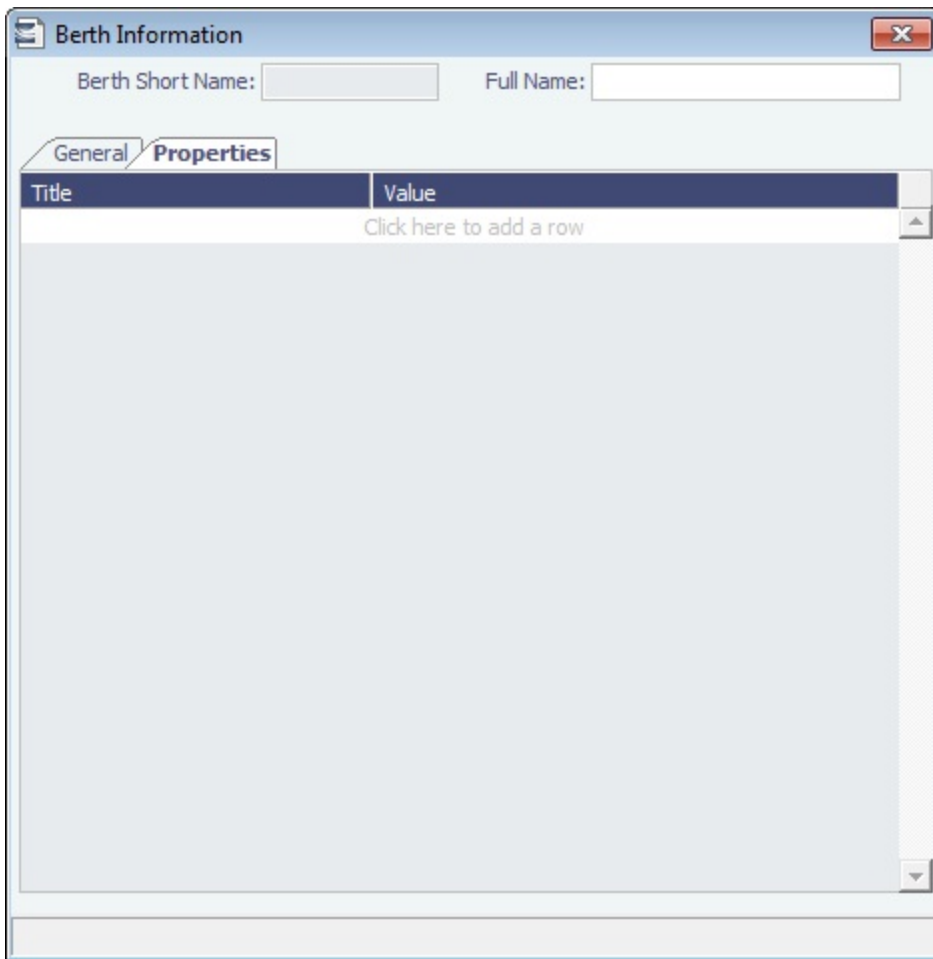 Berth Information
Berth Short Name: Full Name:
General Properties
Title Value
Click here to add a row